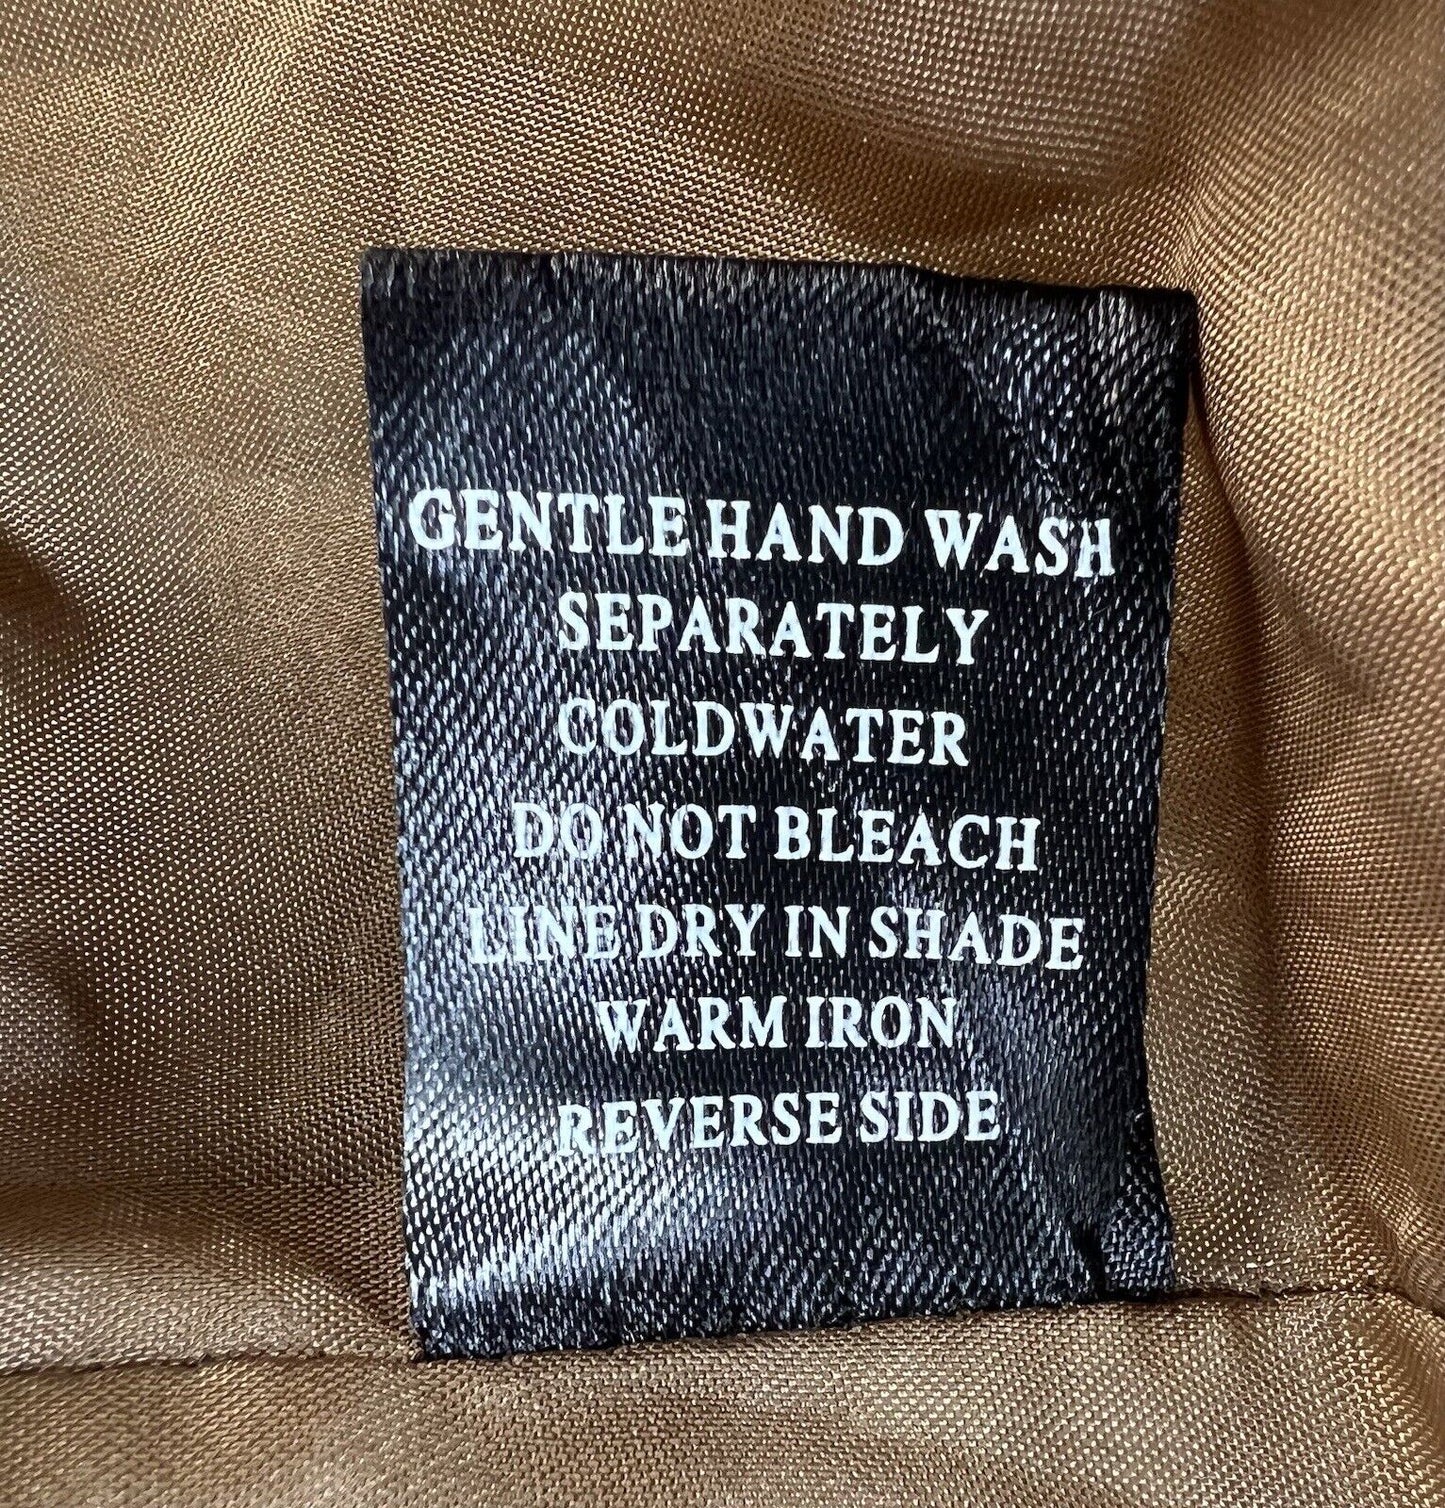 GENTLE HAND WASH
SEPARATELY
COLDWATER
DO NOT BLEACH
LINE DRY IN SHADE
WARM IRON
REVERSE SIDE